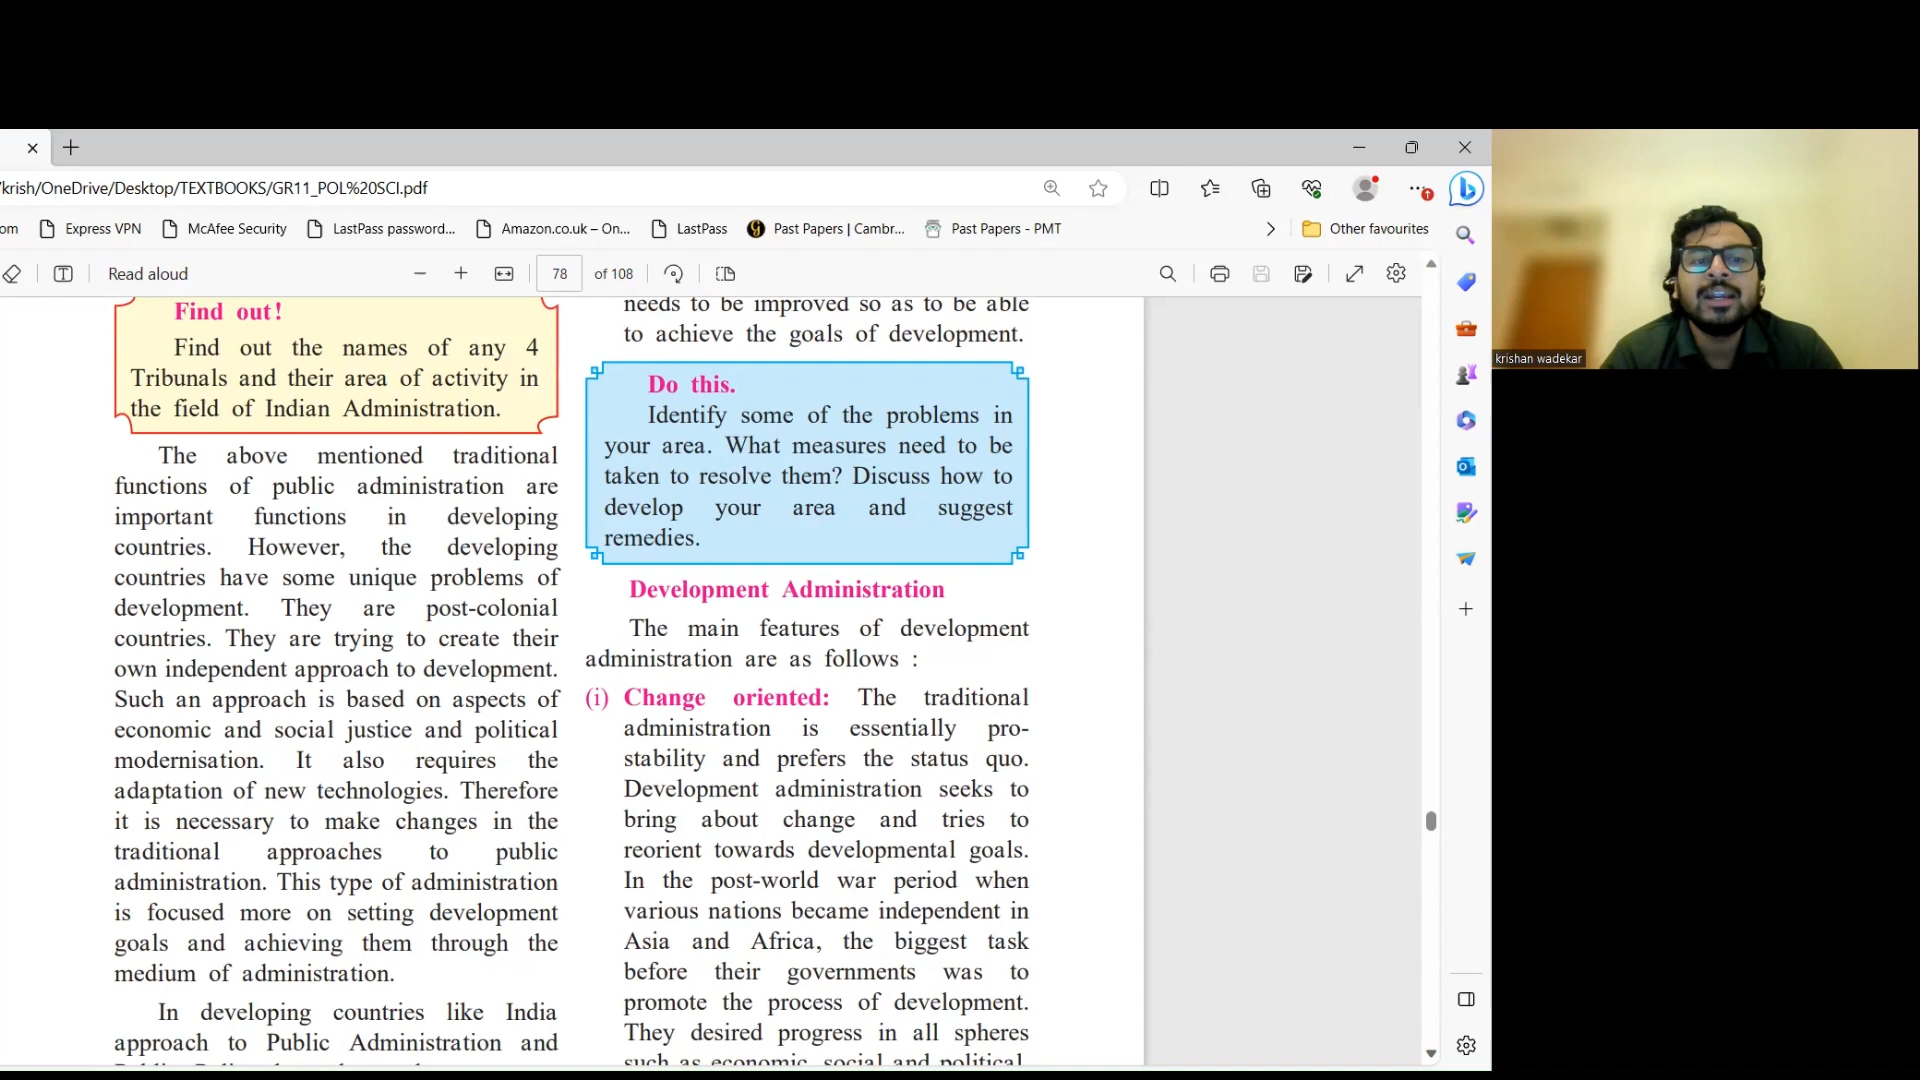 /krish/OneDrive/Desktop/TEXTBOOKS/GR11_POL%20SCI.pdf
om
Express VPN
McAfee Security
LastPass password...
Amazon.co.uk – On...
LastPass
Past Papers | Cambr...
Past Papers - PMT
Other favourites
Read aloud
78
of 108
Find out!
Find out the names of any 4
Tribunals and their area of activity in
the field of Indian Administration.
The above mentioned traditional
functions of public administration are
important functions in developing
countries. However, the developing
countries have some unique problems of
development. They are post-colonial
countries. They are trying to create their
own independent approach to development.
Such an approach is based on aspects of
economic and social justice and political
modernisation. It also requires the
adaptation of new technologies. Therefore
it is necessary to make changes in the
traditional approaches to public
administration. This type of administration
is focused more on setting development
goals and achieving them through the
medium of administration.
In developing countries like India
approach to Public Administration and
needs to be improved so as to be able
to achieve the goals of development.
Do this.
Identify some of the problems in
your area. What measures need to be
taken to resolve them? Discuss how to
develop your area and suggest
remedies.
Development Administration
The main features of development
administration are as follows :
(i) Change oriented: The traditional
administration is essentially pro-
stability and prefers the status quo.
Development administration seeks to
bring about change and tries to
reorient towards developmental goals.
In the post-world war period when
various nations became independent in
Asia and Africa, the biggest task
before their governments was to
promote the process of development.
They desired progress in all spheres
such as economic, social and political.
krishan wadekar